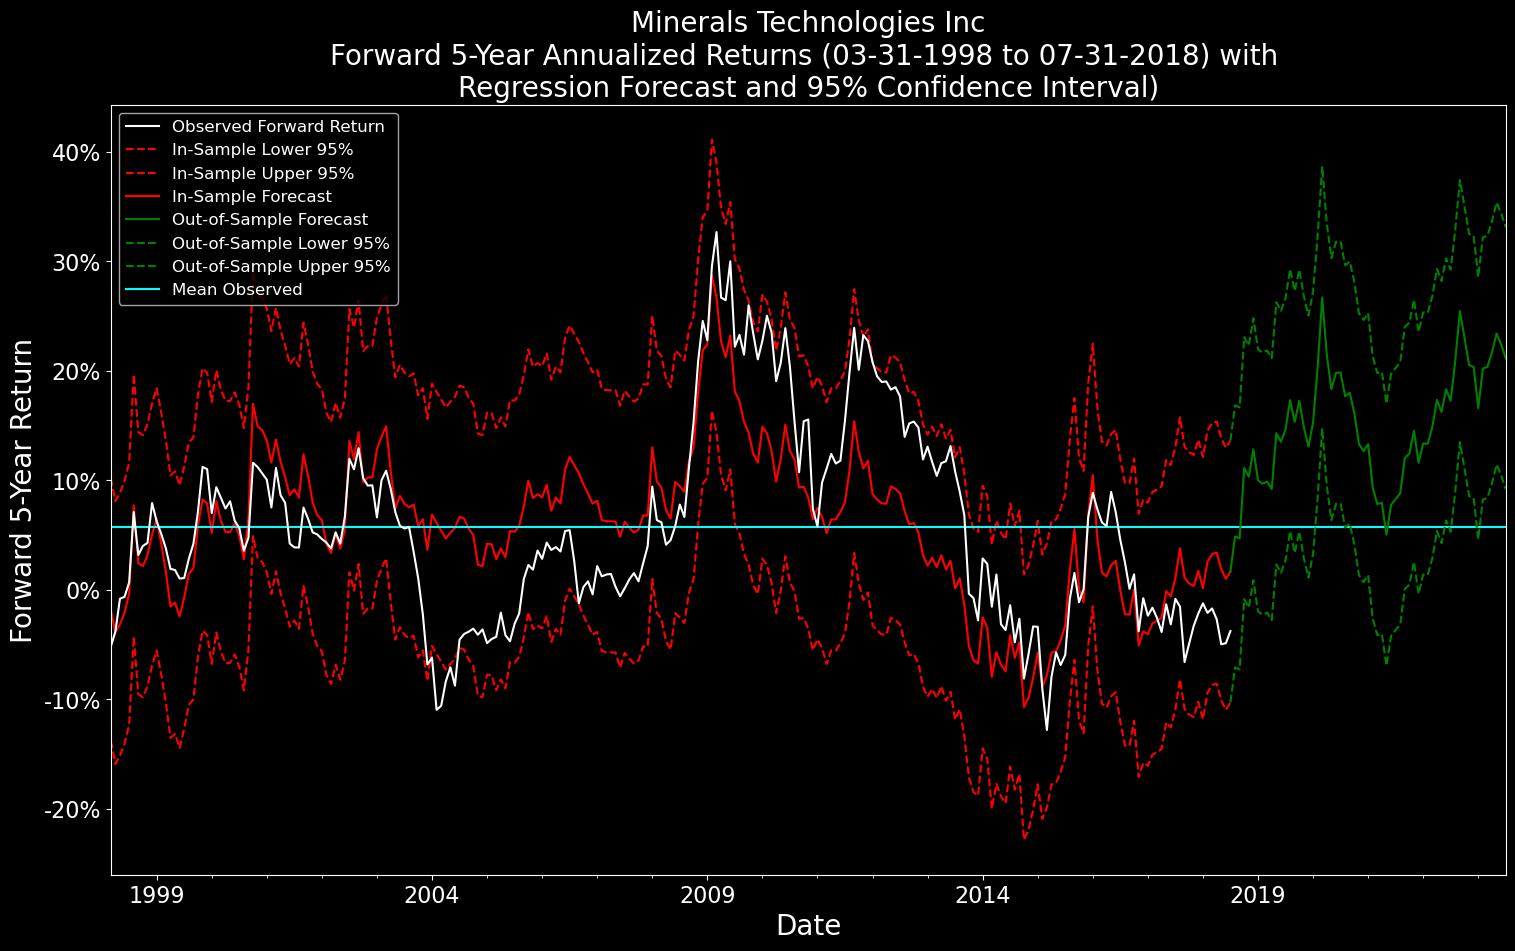 Minerals Technologies Inc
Forward 5-Year Annualized Returns (03-31-1998 to 07-31-2018) with
Regression Forecast and 95% Confidence Interval)
Observed Forward Return
In-Sample Lower 95%
In-Sample Upper 95%
In-Sample Forecast
Out-of-Sample Forecast
Out-of-Sample Lower 95%
Out-of-Sample Upper 95%
Mean Observed
Forward 5-Year Return
40%
30%
20%
10%
0%
-10%
-20%
1999 2004 2009 2014 2019
Date